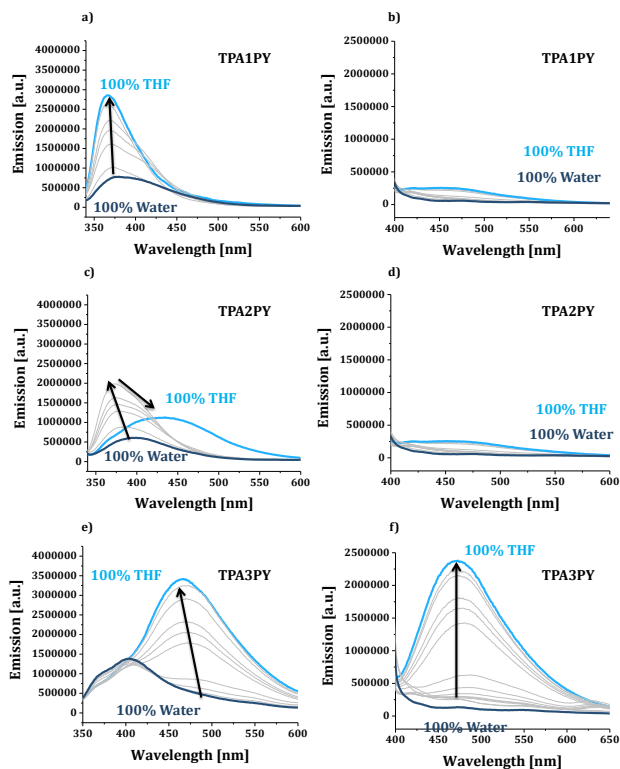 a)
b)
TPA1PY
100% THF
100% Water
Emission [a.u.]
4000000
3500000
3000000
2500000
2000000
1500000
1000000
500000
0
350 400 450 500 550 600
Wavelength [nm]
TPA1PY
100% THF
100% Water
Emission [a.u.]
2500000
2000000
1500000
1000000
500000
0
400 450 500 550 600
Wavelength [nm]
c)
d)
TPA2PY
100% THF
100% Water
Emission [a.u.]
4000000
3500000
3000000
2500000
2000000
1500000
1000000
500000
0
350 400 450 500 550 600
Wavelength [nm]
TPA2PY
100% THF
100% Water
Emission [a.u.]
2500000
2000000
1500000
1000000
500000
0
400 450 500 550 600
Wavelength [nm]
e)
f)
100% THF
TPA3PY
100% Water
Emission [a.u.]
4000000
3500000
3000000
2500000
2000000
1500000
1000000
500000
0
350 400 450 500 550 600
Wavelength [nm]
100% THF
TPA3PY
100% Water
Emission [a.u.]
2500000
2000000
1500000
1000000
500000
0
400 450 500 550 600 650
Wavelength [nm]